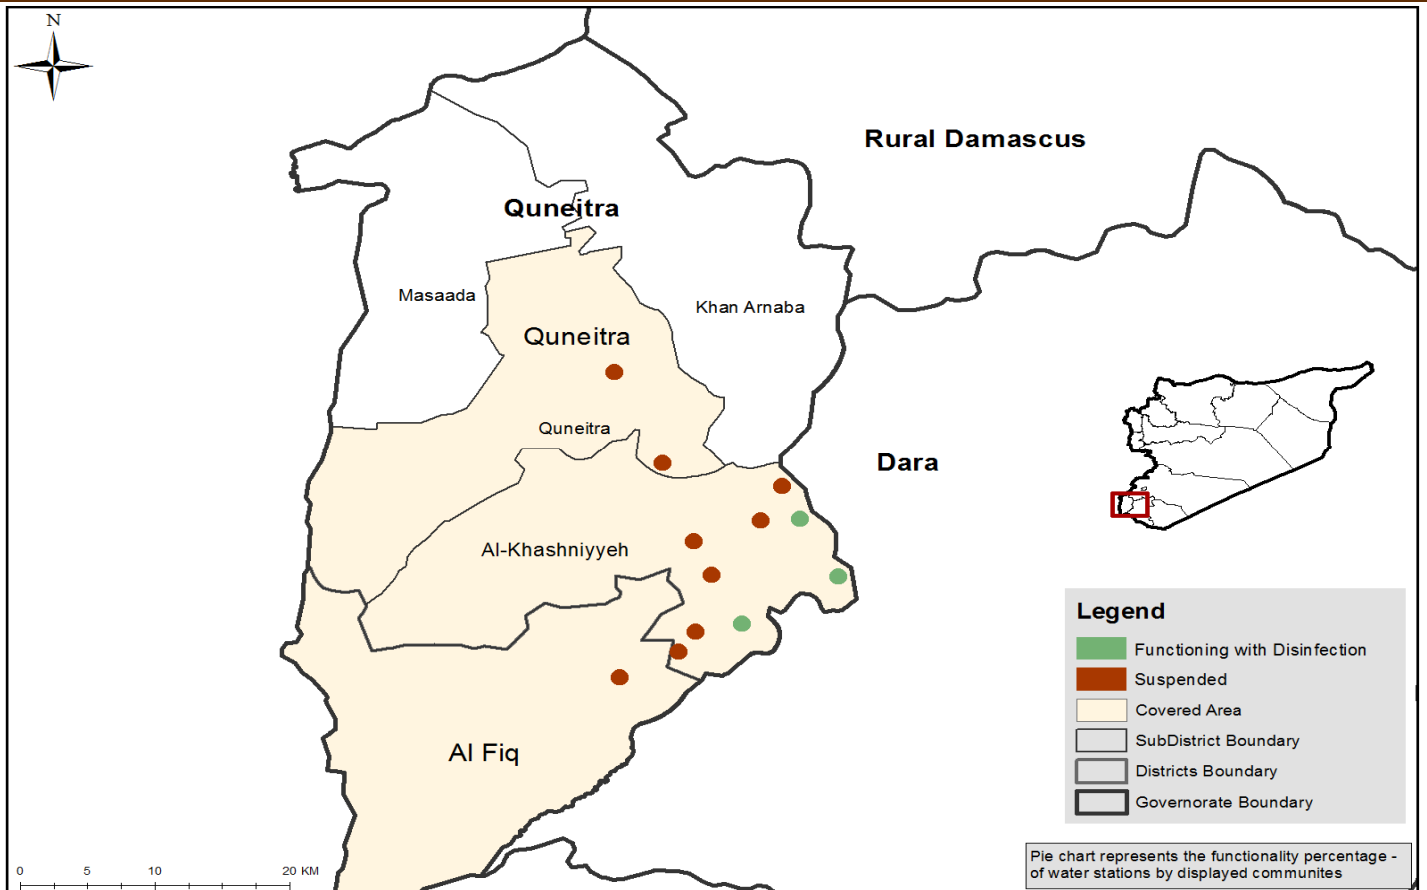 N
Rural Damascus
Quneitra
Masaada
Khan Arnaba
Quneitra
Quneitra
Dara
Al-Khashniyyeh
Al Fiq
Legend
Functioning with Disinfection
Suspended
Covered Area
SubDistrict Boundary
Districts Boundary
Governorate Boundary
0 5 10 20 KM
Pie chart represents the functionality percentage -
of water stations by displayed communites